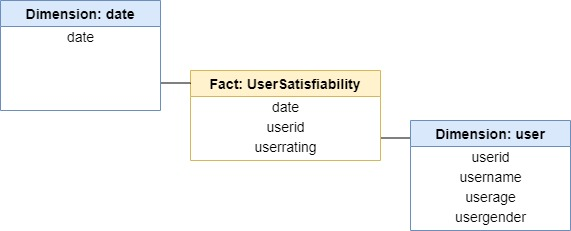 Dimension: date
date
Fact: UserSatisfiability
date
userid
userrating
Dimension: user
userid
username
userage
usergender